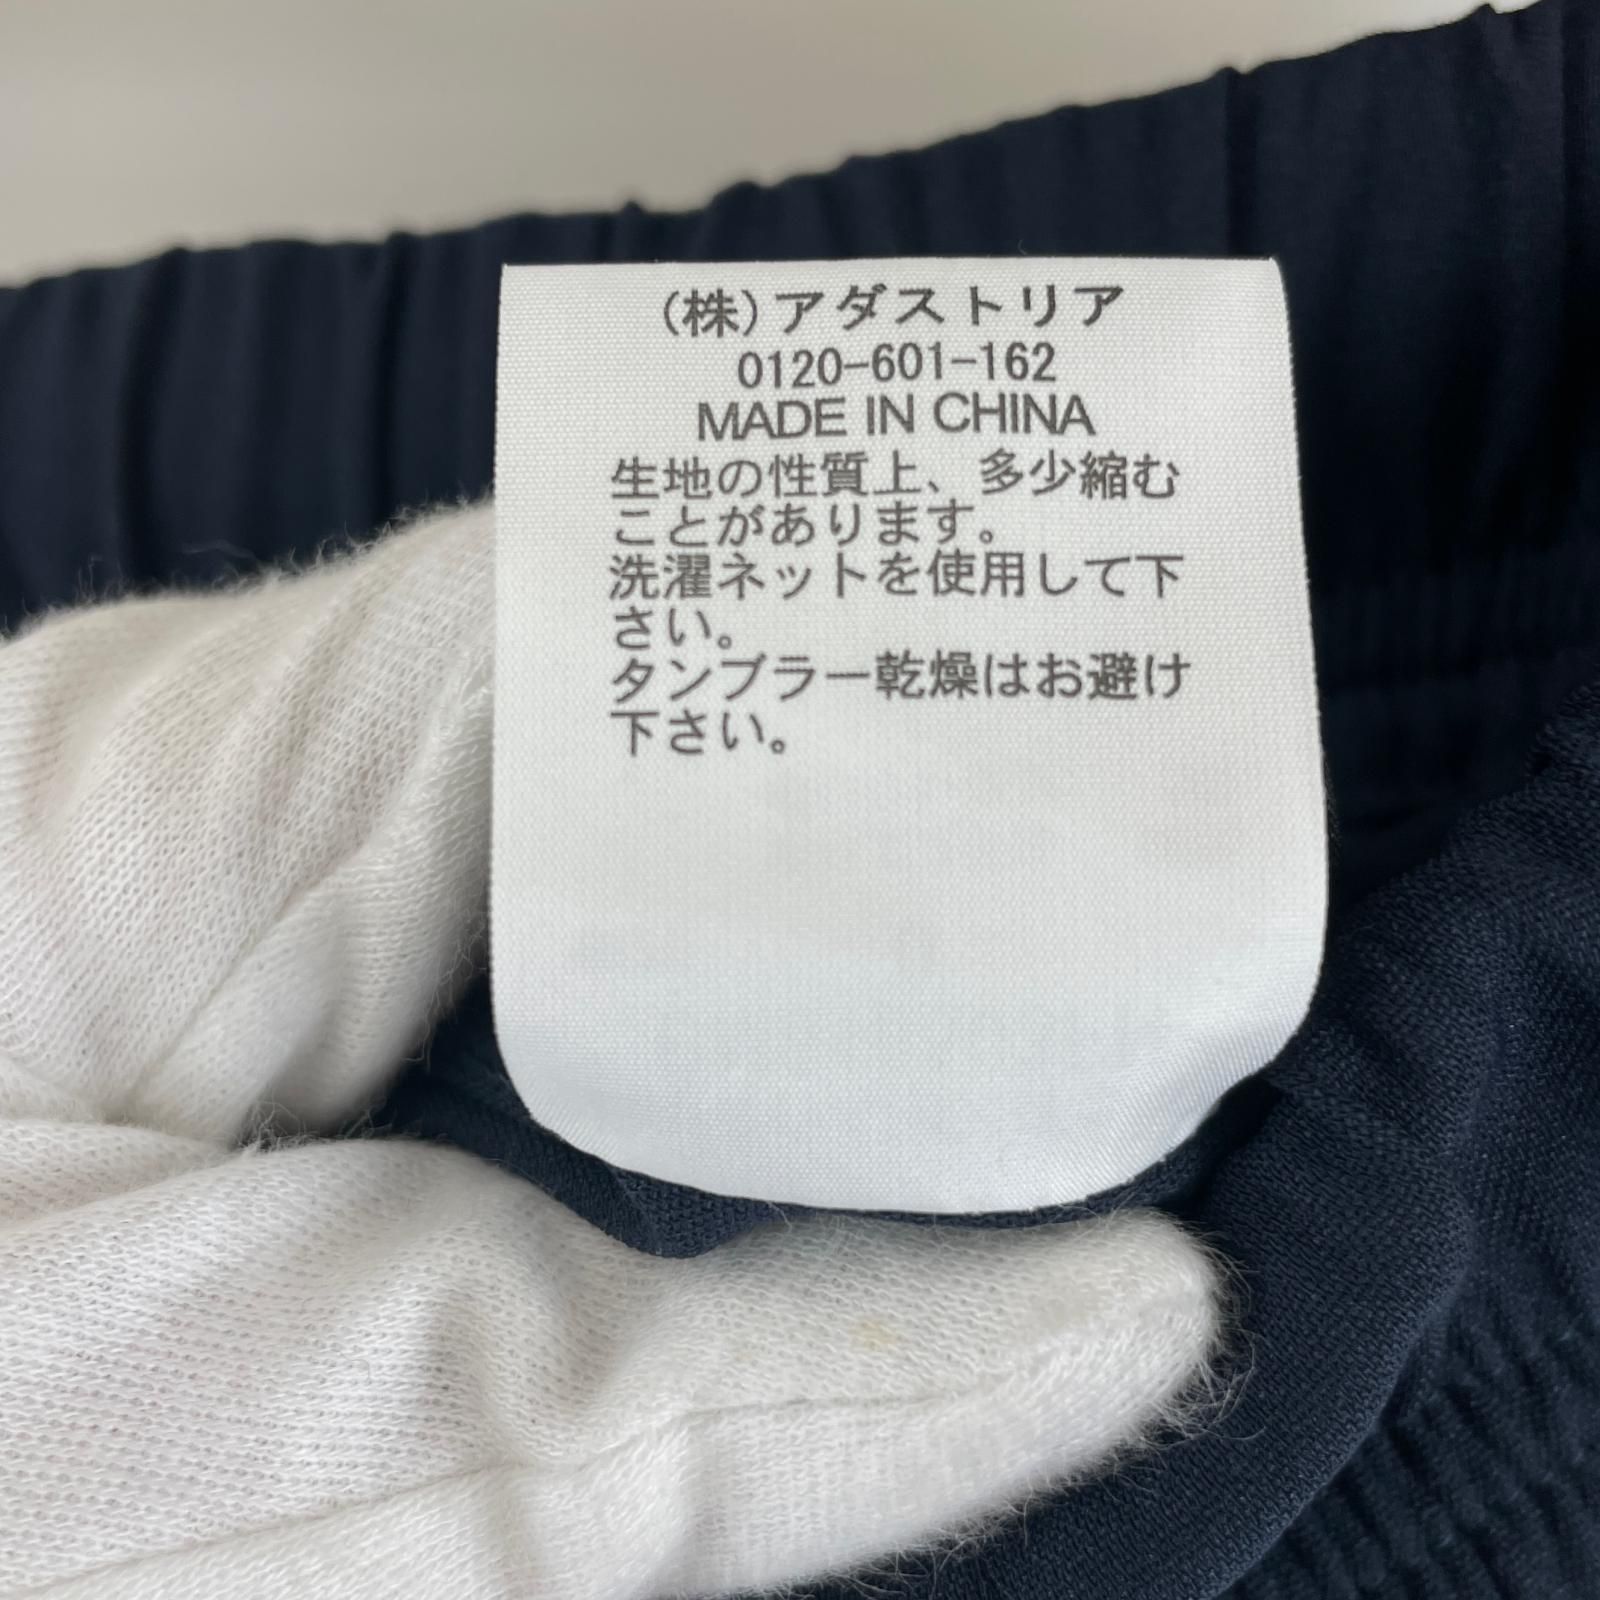 (株)アダストリア
0120-601-162
MADE IN CHINA
生地の性質上、多少縮む
ことがあります。
洗濯ネットを使用して下
さい。
タンブラー乾燥はお避け
下さい。